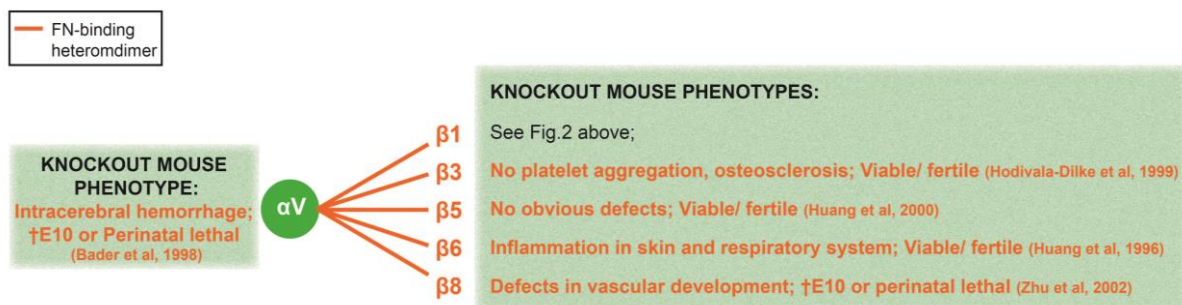 FN-binding
heteromdimer
KNOCKOUT MOUSE
PHENOTYPE:
Intracerebral hemorrhage;
†E10 or Perinatal lethal
(Bader et al, 1998)
αV
KNOCKOUT MOUSE PHENOTYPES:
β1 See Fig.2 above;
β3 No platelet aggregation, osteosclerosis; Viable/ fertile (Hodivala-Dilke et al, 1999)
β5 No obvious defects; Viable/ fertile (Huang et al, 2000)
β6 Inflammation in skin and respiratory system; Viable/ fertile (Huang et al, 1996)
β8 Defects in vascular development; †E10 or perinatal lethal (Zhu et al, 2002)